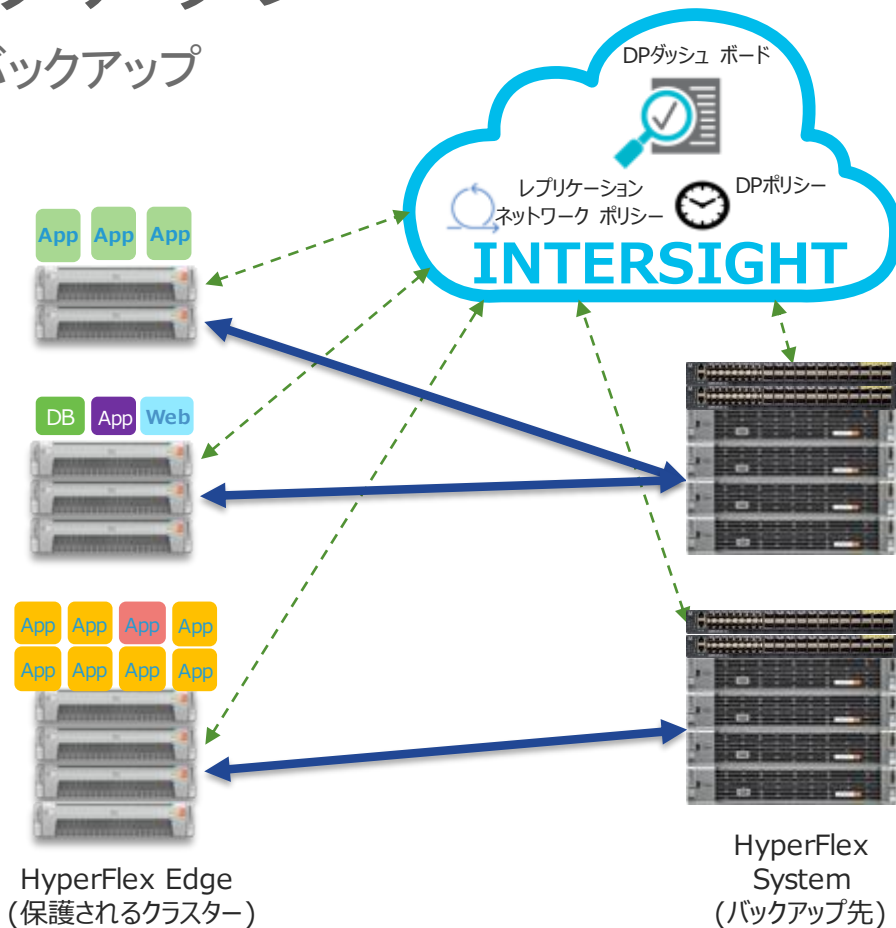 バックアップ
DPダッシュ ボード
レプリケーション
ネットワーク ポリシー
DPポリシー
INTERSIGHT
App App App
DB App Web
App App App App
App App App App
HyperFlex Edge
(保護されるクラスター)
HyperFlex
System
(バックアップ先)